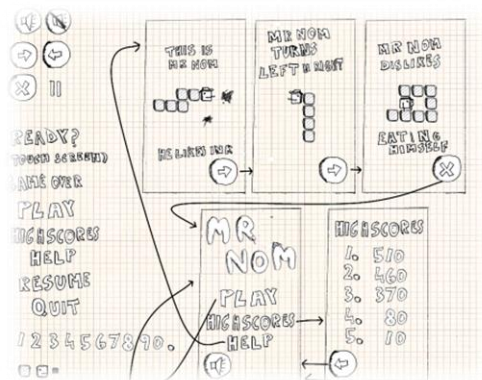 THIS IS
MR NOM
HE LIKES INK
MR NOM
TURNS
LEFT & RIGHT
MR NOM
DISLIKES
EATING
HIMSELF
READY?
(TOUCH SCREEN)
GAME OVER
PLAY
HIGHSCORES
HELP
RESUME
QUIT
1234567890.
MR
NOM
PLAY
HIGHSCORES
HELP
HIGHSCORES
1. 510
2. 460
3. 370
4. 80
5. 10